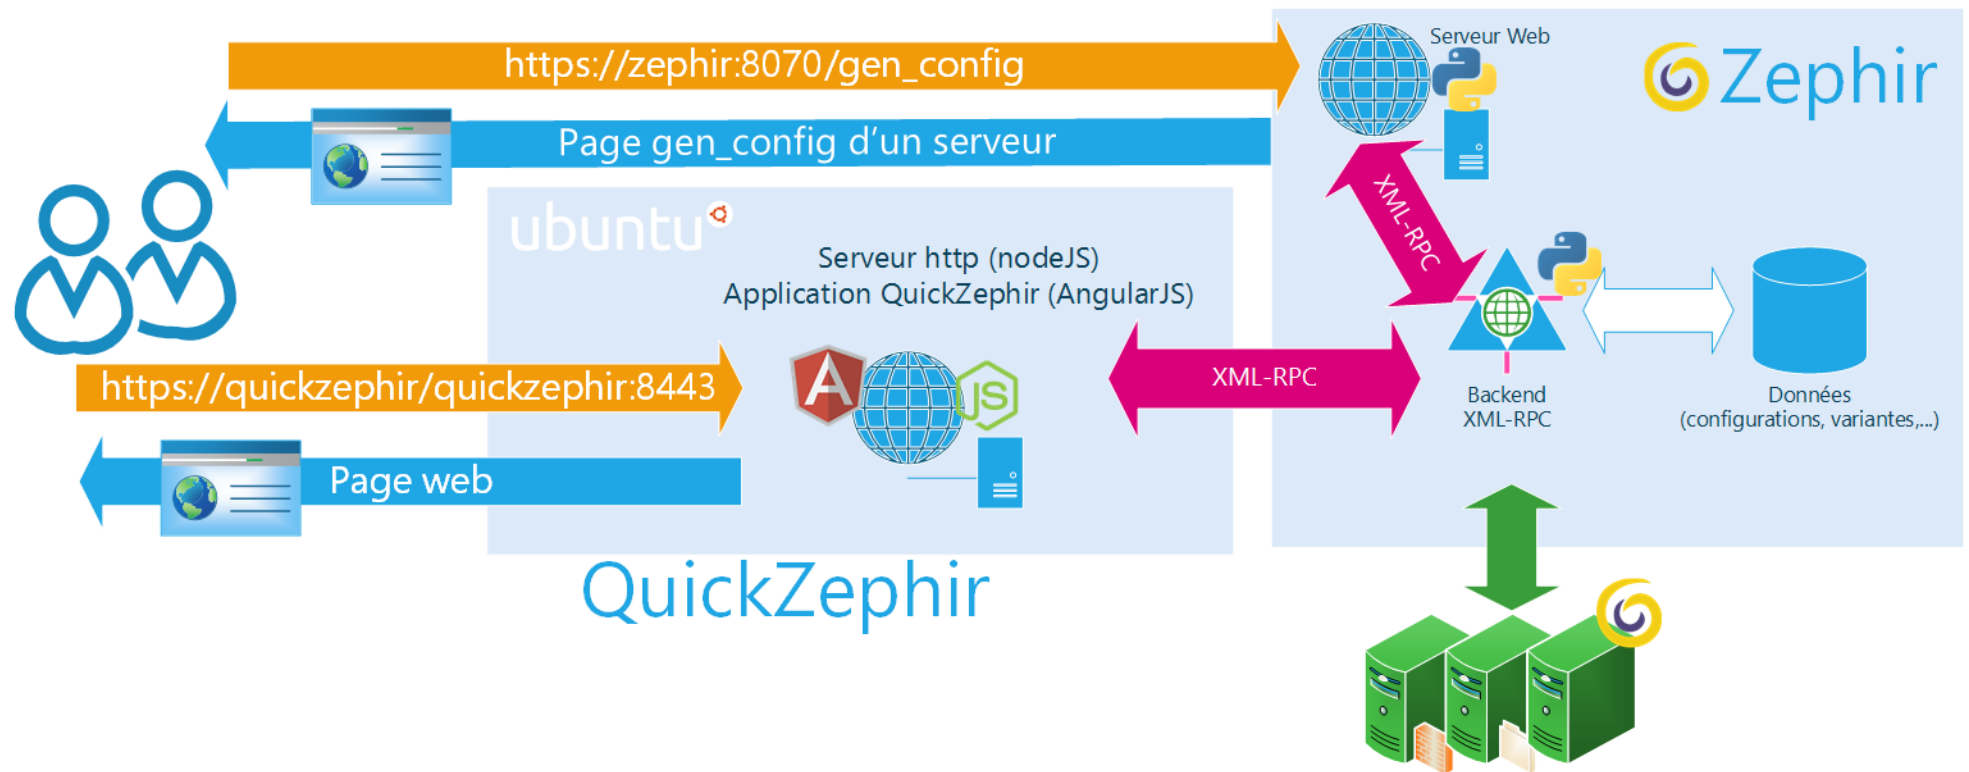 https://zephir:8070/gen_config
Serveur Web
Zephir
Page gen_config d'un serveur
XML-RPC
ubuntu
Serveur http (nodeJS)
Application QuickZephir (AngularJS)
https://quickzephir/quickzephir:8443
A
JS
XML-RPC
Backend
XML-RPC
Données
(configurations, variantes,...)
Page web
QuickZephir